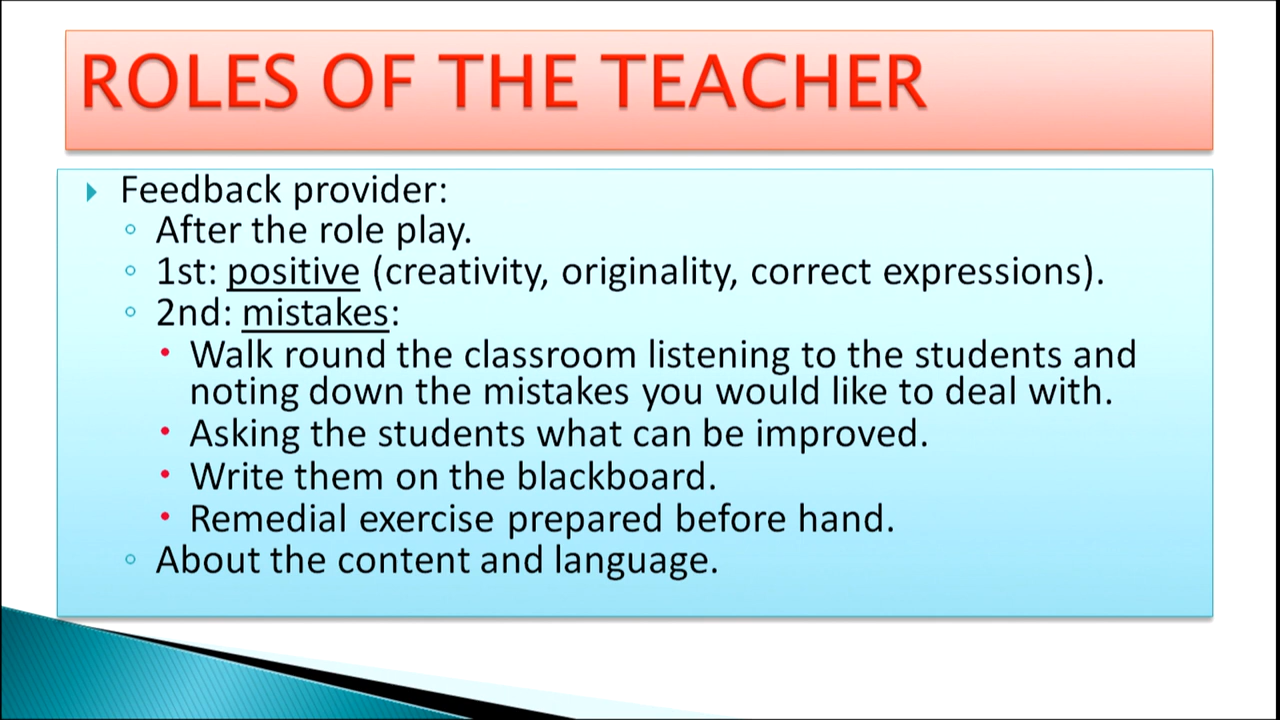 ROLES OF THE TEACHER
Feedback provider:
After the role play.
1st: positive (creativity, originality, correct expressions).
2nd: mistakes:
Walk round the classroom listening to the students and
noting down the mistakes you would like to deal with.
Asking the students what can be improved.
Write them on the blackboard.
Remedial exercise prepared before hand.
About the content and language.